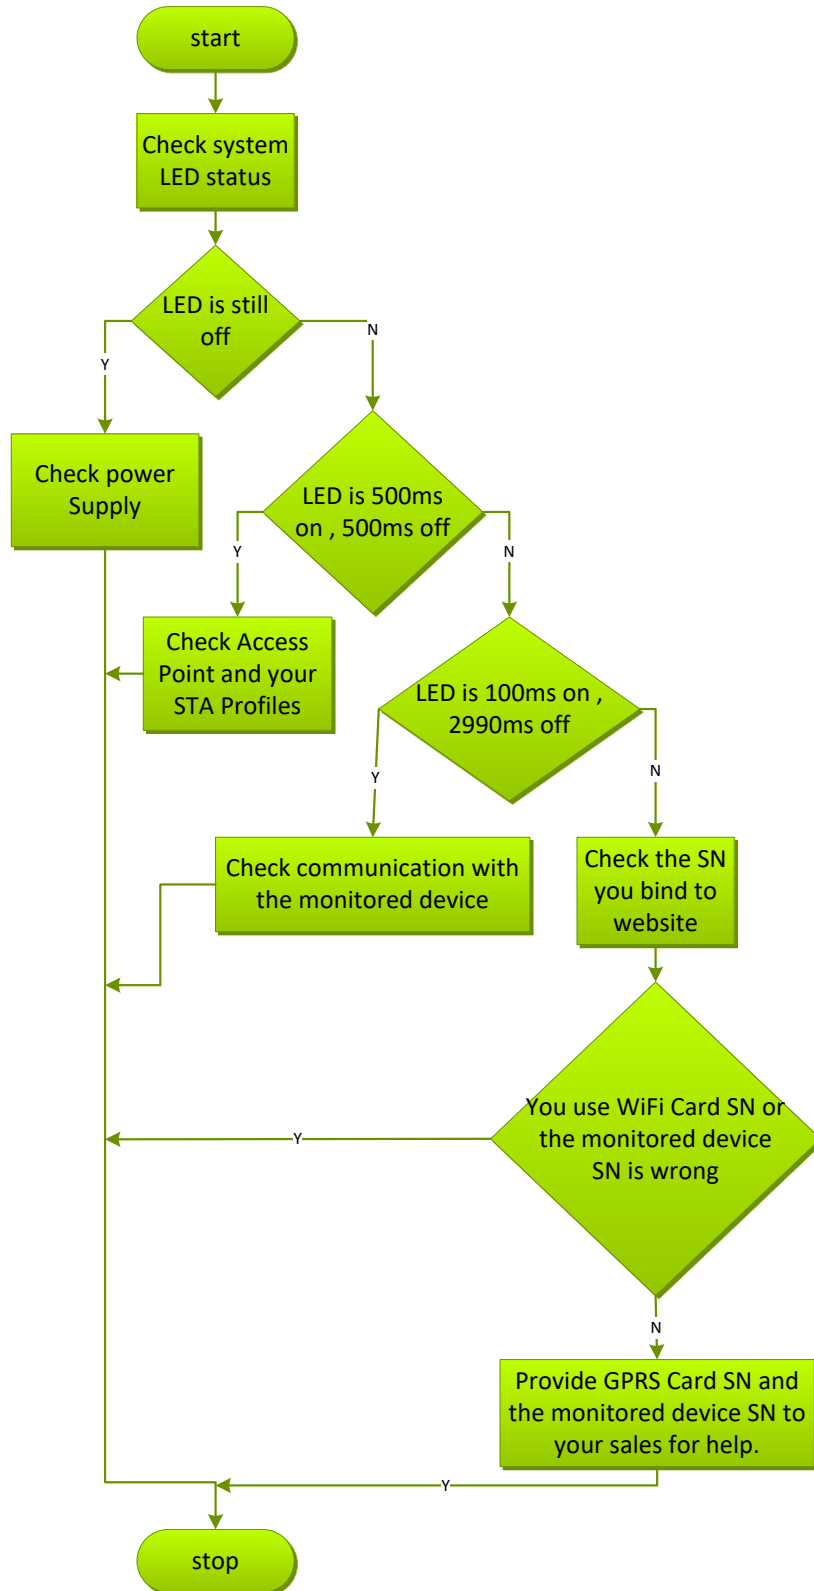 start
Check system
LED status
LED is still
off
N
Y
Check power
Supply
LED is 500ms
on , 500ms off
Y
N
Check Access
Point and your
STA Profiles
LED is 100ms on ,
2990ms off
N
Y
Check communication with
the monitored device
Check the SN
you bind to
website
You use WiFi Card SN or
the monitored device
SN is wrong
Y
N
Provide GPRS Card SN and
the monitored device SN to
your sales for help.
Y
stop